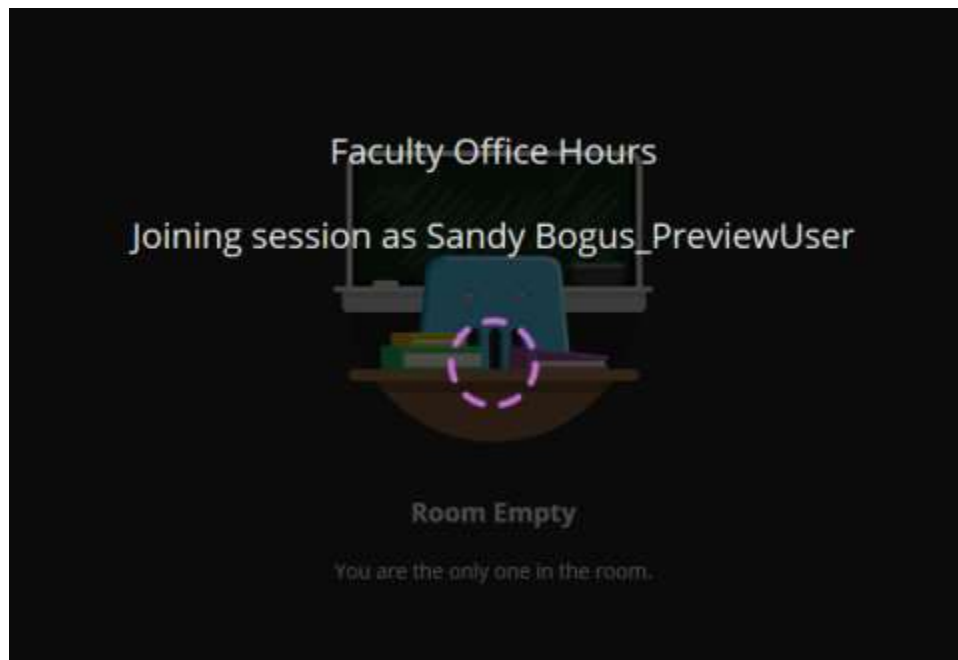 Faculty Office Hours
Joining session as Sandy Bogus_PreviewUser
Room Empty
You are the only one in the room.